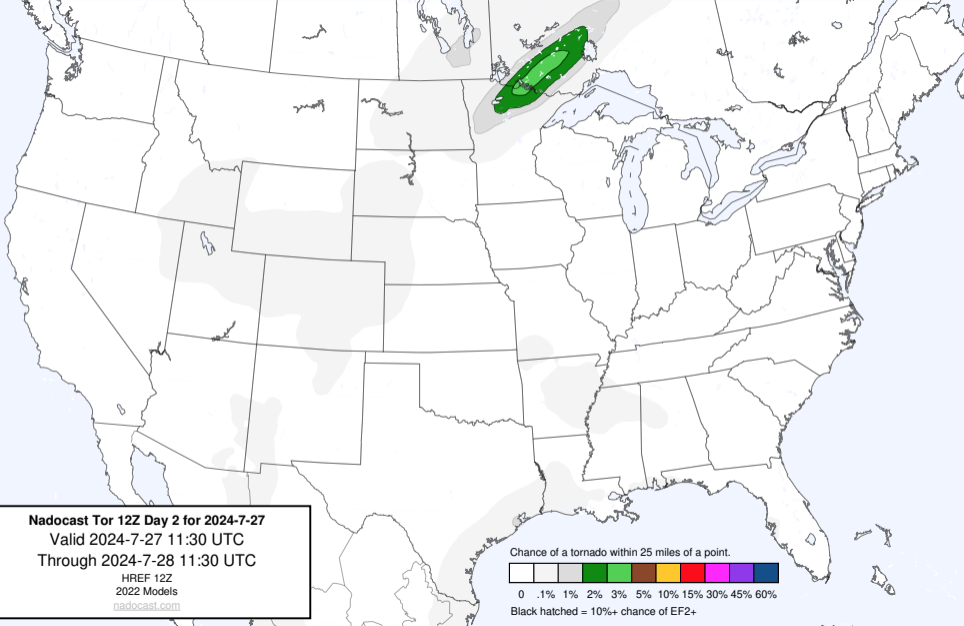 Nadocast Tor 12Z Day 2 for 2024-7-27
Valid 2024-7-27 11:30 UTC
Through 2024-7-28 11:30 UTC
HREF 12Z
2022 Models
nadocast.com
Chance of a tornado within 25 miles of a point.
0 .1% 1% 2% 3% 5% 10% 15% 30% 45% 60%
Black hatched = 10%+ chance of EF2+